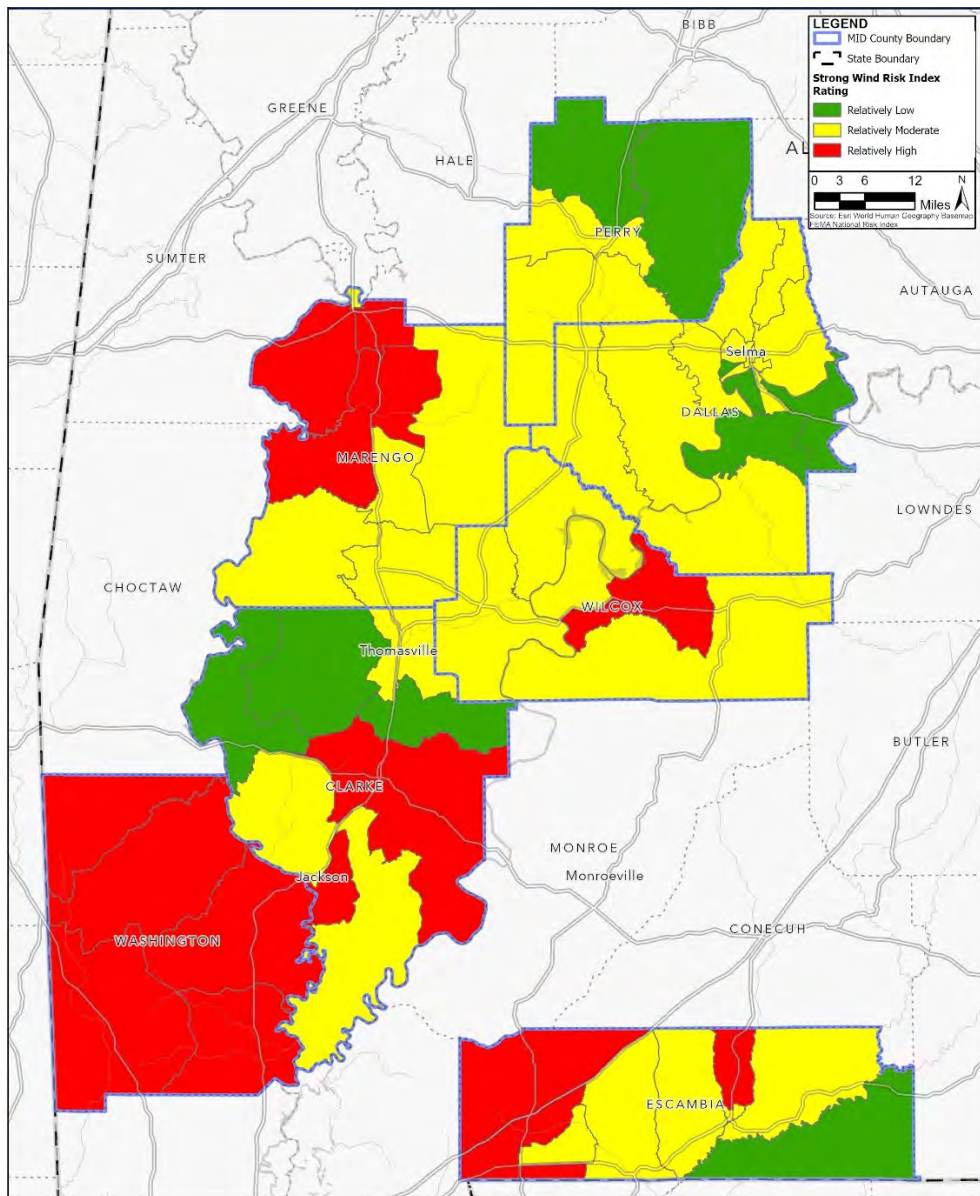 BIBB
LEGEND
MID County Boundary
State Boundary
Strong Wind Risk Index
Rating
Relatively Low
Relatively Moderate
Relatively High
0 3 6 12
Miles
N
Source: Esri World Human Geography Basemap
FEMA National Risk Index
GREENE
HALE
AL
PERRY
SUMTER
AUTAUGA
Selma
DALLAS
MARENGO
LOWNDES
CHOCTAW
WILCOX
Thomasville
BUTLER
CLARKE
MONROE
Monroeville
Jackson
CONECUH
WASHINGTON
ESCAMBIA